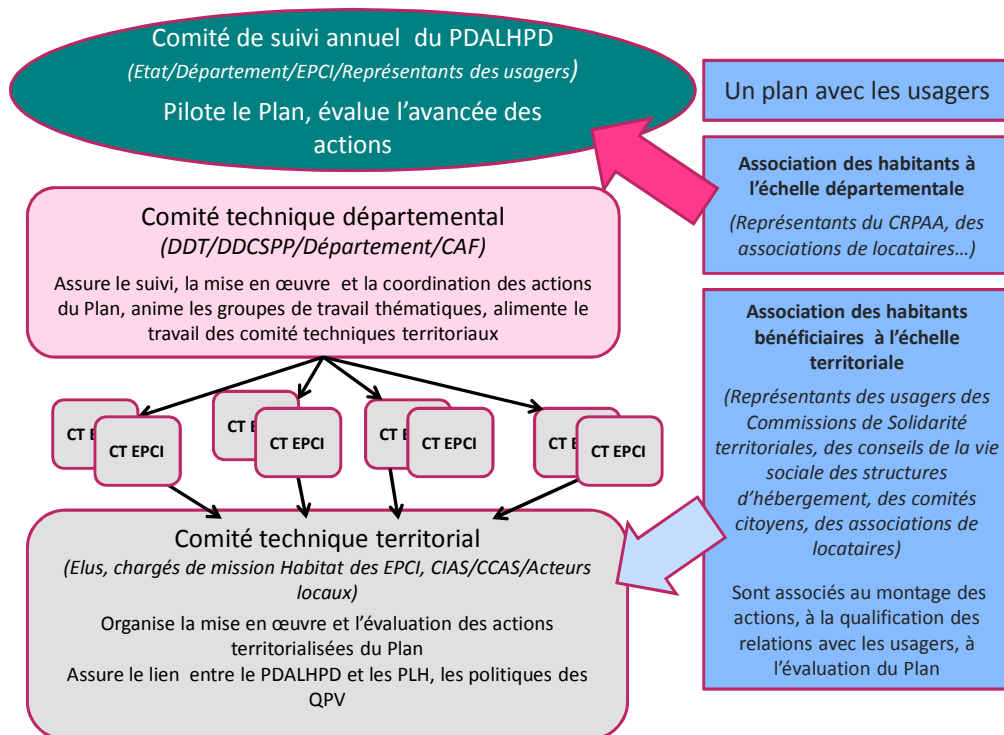 Comité de suivi annuel  du PDALHPD
(Etat/Département/EPCI/Représentants des usagers)
Pilote le Plan, évalue l’avancée des
actions
Un plan avec les usagers
Association des habitants à
l’échelle départementale
(Représentants du CRPAA, des
associations de locataires…)
Comité technique départemental
(DDT/DDCSPP/Département/CAF)
Assure le suivi, la mise en œuvre  et la coordination des actions
du Plan, anime les groupes de travail thématiques, alimente le
travail des comité techniques territoriaux
Association des habitants
bénéficiaires  à l’échelle
territoriale
(Représentants des usagers des
Commissions de Solidarité
territoriales, des conseils de la vie
sociale des structures
d’hébergement, des comités
citoyens, des associations de
locataires)
Sont associés au montage des
actions, à la qualification des
relations avec les usagers, à
l’évaluation du Plan
CT E
CT EPCI
CT E
CT EPCI
CT E
CT EPCI
CT E
CT EPCI
Comité technique territorial
(Elus, chargés de mission Habitat des EPCI, CIAS/CCAS/Acteurs
locaux)
Organise la mise en œuvre et l’évaluation des actions
territorialisées du Plan
Assure le lien  entre le PDALHPD et les PLH, les politiques des
QPV